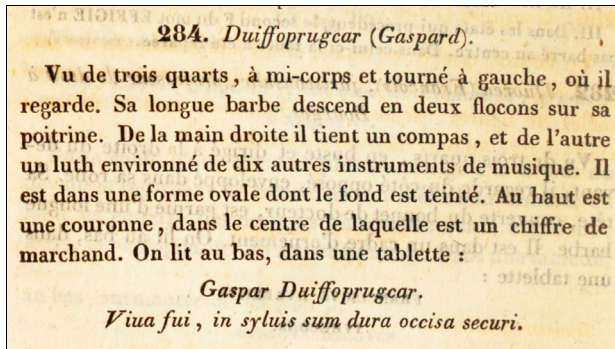 284. Duiffoprugcar (Gaspard).
Vu de trois quarts, à mi-corps et tourné à gauche, où il
regarde. Sa longue barbe descend en deux flocons sur sa
poitrine. De la main droite il tient un compas, et de l'autre
un luth environné de dix autres instruments de musique. Il
est dans une forme ovale dont le fond est teinté. Au haut est
une couronne, dans le centre de laquelle est un chiffre de
marchand. On lit au bas, dans une tablette :
Gaspar Duiffoprugcar.
Viua fui, in syluis sum dura occisa securi.